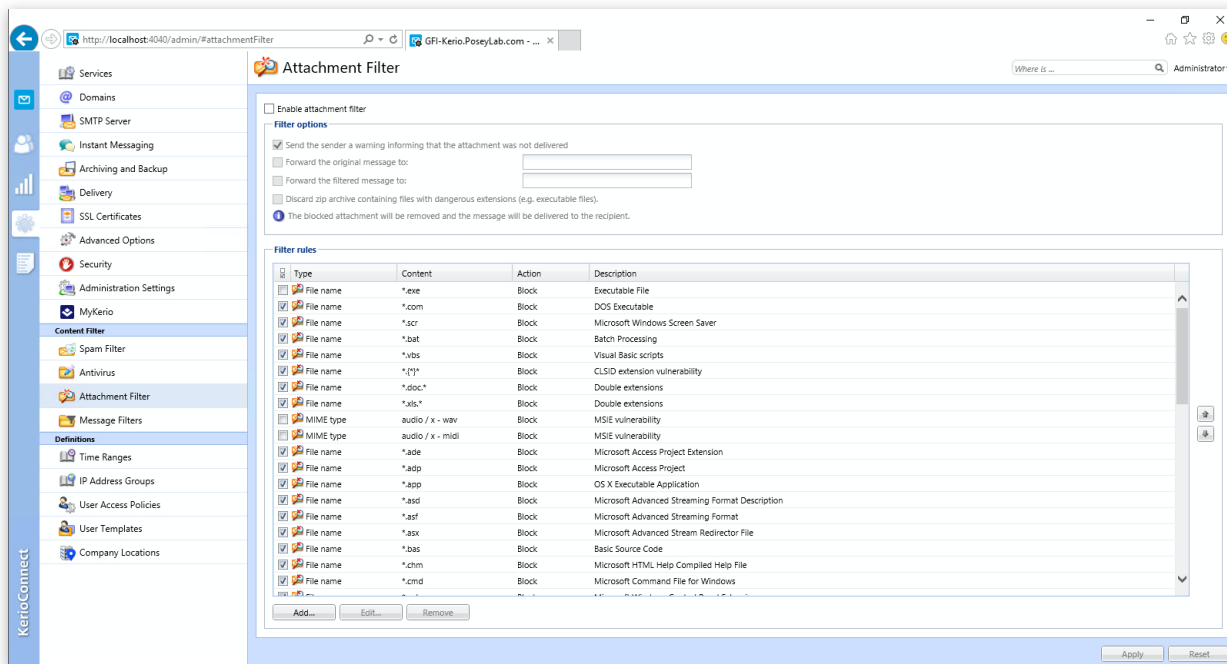 http://localhost:4040/admin/#attachmentFilter
GFI-Kerio.PoseyLab.com - ...
Services
Domains
SMTP Server
Instant Messaging
Archiving and Backup
Delivery
SSL Certificates
Advanced Options
Security
Administration Settings
MyKerio
Content Filter
Spam Filter
Antivirus
Attachment Filter
Message Filters
Definitions
Time Ranges
IP Address Groups
User Access Policies
User Templates
Company Locations
KerioConnect
Attachment Filter
Where is ...
Administrator
Enable attachment filter
Filter options
Send the sender a warning informing that the attachment was not delivered
Forward the original message to:
Forward the filtered message to:
Discard zip archive containing files with dangerous extensions (e.g. executable files).
The blocked attachment will be removed and the message will be delivered to the recipient.
Filter rules
Type Content Action Description
File name *.exe Block Executable File
File name *.com Block DOS Executable
File name *.scr Block Microsoft Windows Screen Saver
File name *.bat Block Batch Processing
File name *.vbs Block Visual Basic scripts
File name *.{*}* Block CLSID extension vulnerability
File name *.doc.* Block Double extensions
File name *.xls.* Block Double extensions
MIME type audio / x - wav Block MSIE vulnerability
MIME type audio / x - midi Block MSIE vulnerability
File name *.ade Block Microsoft Access Project Extension
File name *.adp Block Microsoft Access Project
File name *.app Block OS X Executable Application
File name *.asd Block Microsoft Advanced Streaming Format Description
File name *.asf Block Microsoft Advanced Streaming Format
File name *.asx Block Microsoft Advanced Stream Redirector File
File name *.bas Block Basic Source Code
File name *.chm Block Microsoft HTML Help Compiled Help File
File name *.cmd Block Microsoft Command File for Windows
Add... Edit... Remove
Apply Reset